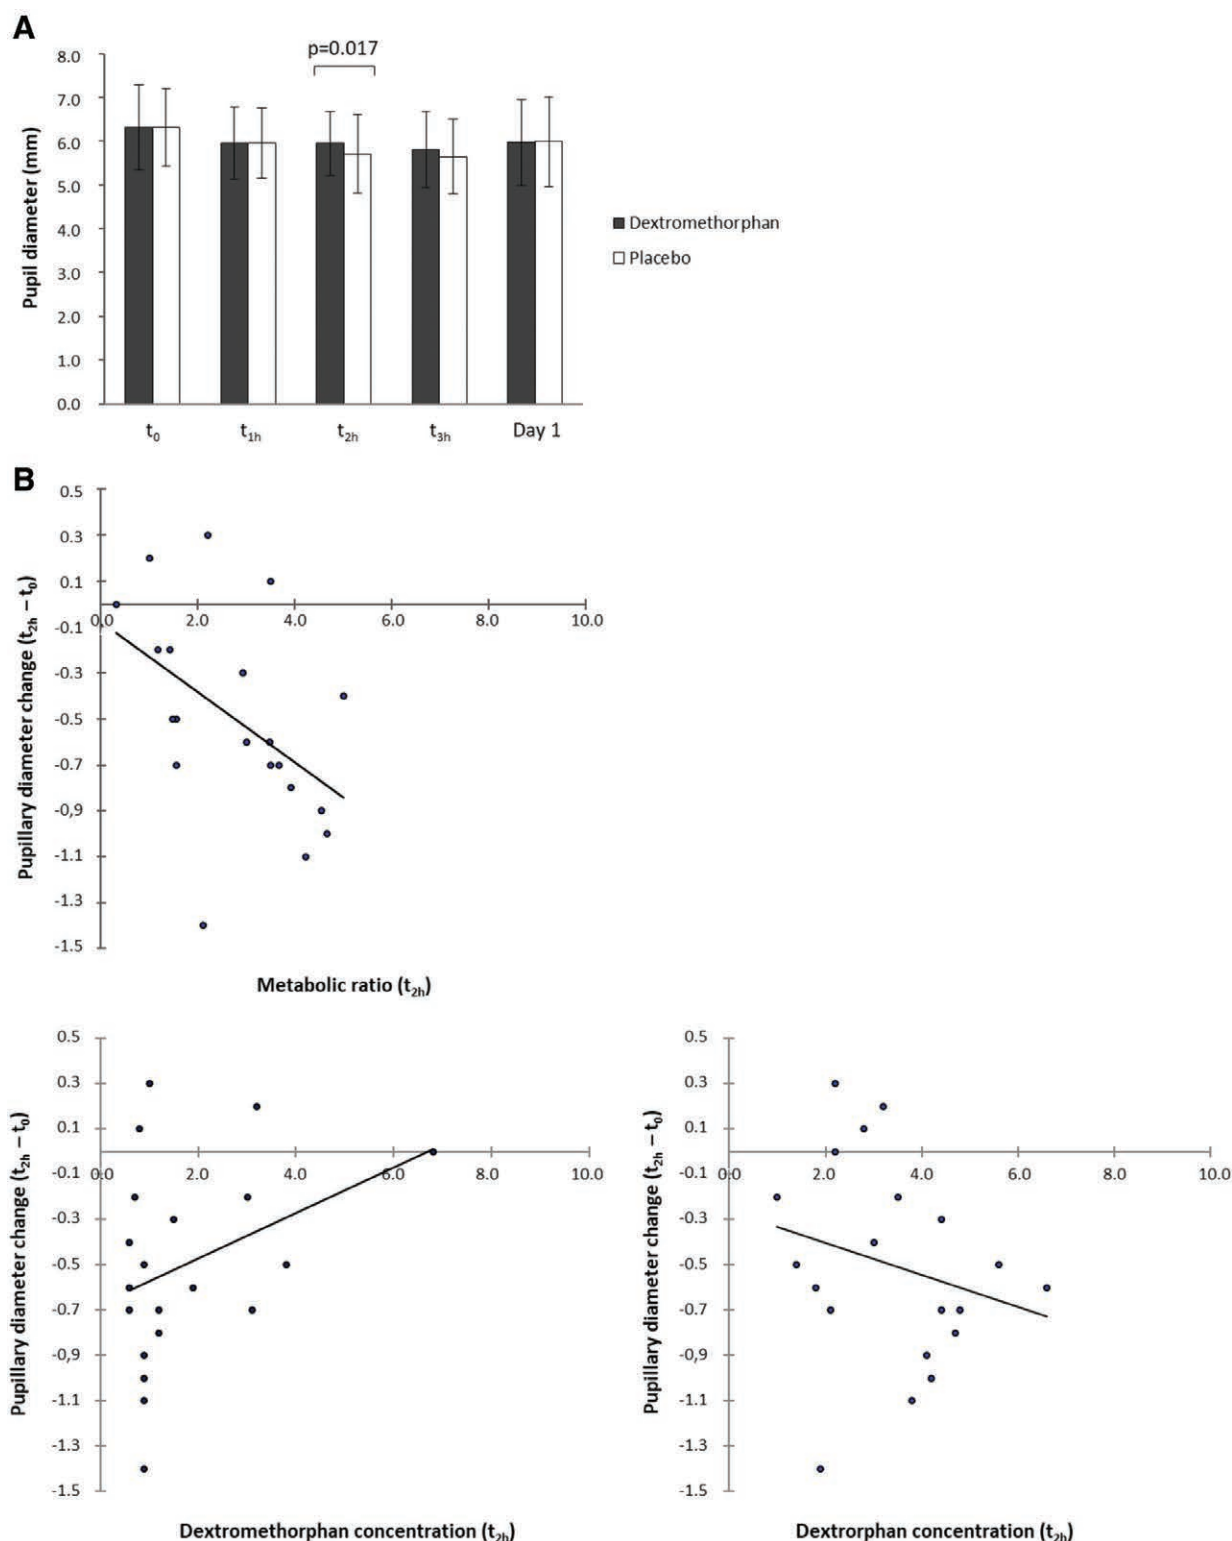 A
p=0.017
8.0
7.0
6.0
5.0
4.0
3.0
2.0
1.0
0.0
Pupil diameter (mm)
t0 t1h t2h t3h Day 1
Dextromethorphan
Placebo
B
0.5
0.3
0.1
-0.1
-0.3
-0.5
-0.7
-0,9
-1.1
-1.3
-1.5
0.0 2.0 4.0 6.0 8.0 10.0
Pupillary diameter change (t2h – t0)
Metabolic ratio (t2h)
0.5
0.3
0.1
-0.1
-0.3
-0.5
-0.7
-0,9
-1.1
-1.3
-1.5
0.0 2.0 4.0 6.0 8.0 10.0
Pupillary diameter change (t2h – t0)
Dextromethorphan concentration (t2h)
0.5
0.3
0.1
-0.1
-0.3
-0.5
-0.7
-0,9
-1.1
-1.3
-1.5
0.0 2.0 4.0 6.0 8.0 10.0
Pupillary diameter change (t2h – t0)
Dextrorphan concentration (t2h)